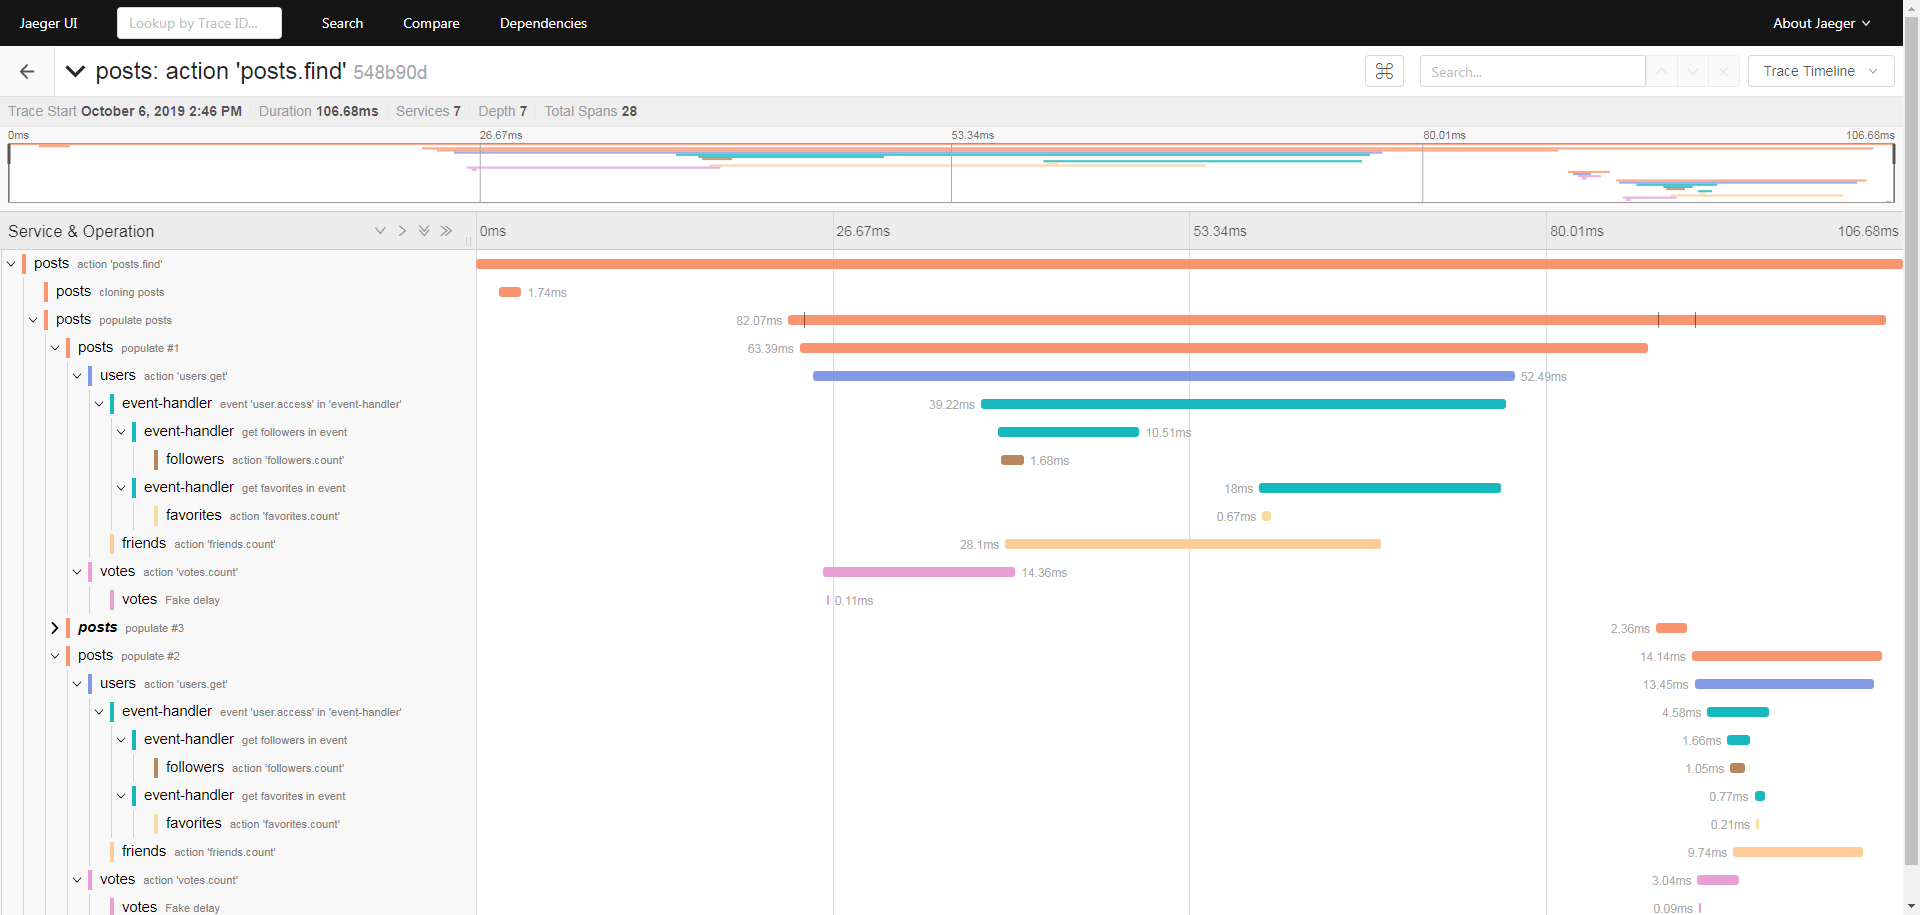 Jaeger UI Lookup by Trace ID... Search Compare Dependencies About Jaeger
posts: action 'posts.find' 548b90d Search... Trace Timeline
Trace Start October 6, 2019 2:46 PM Duration 106.68ms Services 7 Depth 7 Total Spans 28
0ms 26.67ms 53.34ms 80.01ms 106.68ms
Service & Operation 0ms 26.67ms 53.34ms 80.01ms 106.68ms
posts action 'posts.find'
posts cloning posts 1.74ms
posts populate posts 82.07ms
posts populate #1 63.39ms
users action 'users.get' 52.49ms
event-handler event 'user.access' in 'event-handler' 39.22ms
event-handler get followers in event 10.51ms
followers action 'followers.count' 1.68ms
event-handler get favorites in event 18ms
favorites action 'favorites.count' 0.67ms
friends action 'friends.count' 28.1ms
votes action 'votes.count' 14.36ms
votes Fake delay 0.11ms
posts populate #3 2.36ms
posts populate #2 14.14ms
users action 'users.get' 13.45ms
event-handler event 'user.access' in 'event-handler' 4.58ms
event-handler get followers in event 1.66ms
followers action 'followers.count' 1.05ms
event-handler get favorites in event 0.77ms
favorites action 'favorites.count' 0.21ms
friends action 'friends.count' 9.74ms
votes action 'votes.count' 3.04ms
votes Fake delay 0.09ms